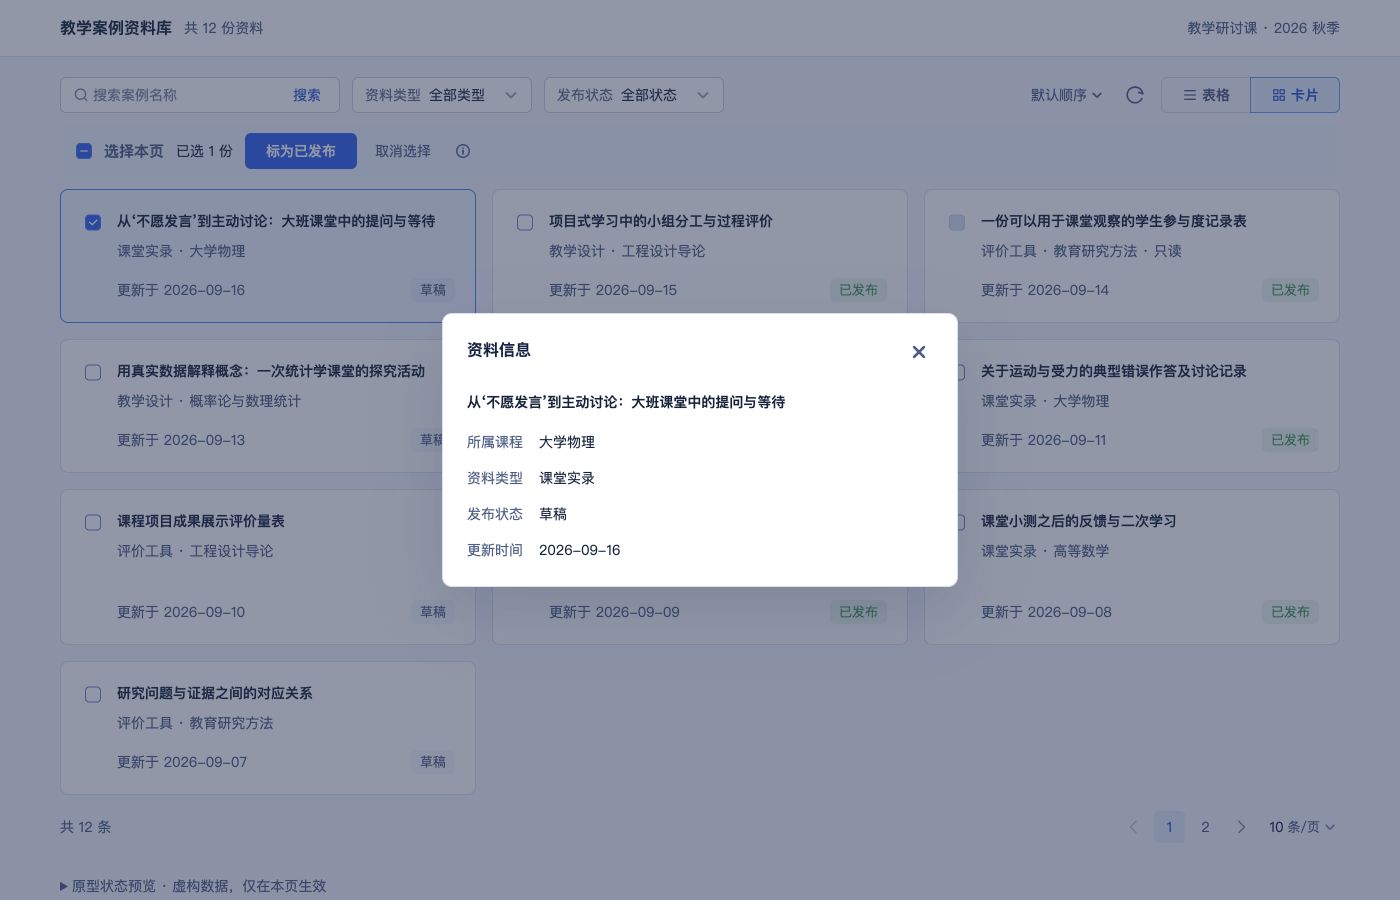 教学案例资料库 共 12 份资料 教学研讨课 · 2026 秋季
搜索案例名称 搜索 资料类型 全部类型 发布状态 全部状态 默认顺序 表格 卡片
选择本页 已选 1 份 标为已发布 取消选择
从‘不愿发言’到主动讨论：大班课堂中的提问与等待
课堂实录 · 大学物理
更新于 2026-09-16 草稿
项目式学习中的小组分工与过程评价
教学设计 · 工程设计导论
更新于 2026-09-15 已发布
一份可以用于课堂观察的学生参与度记录表
评价工具 · 教育研究方法 · 只读
更新于 2026-09-14 已发布
用真实数据解释概念：一次统计学课堂的探究活动
教学设计 · 概率论与数理统计
更新于 2026-09-13 草稿
关于运动与受力的典型错误作答及讨论记录
课堂实录 · 大学物理
更新于 2026-09-11 已发布
资料信息
从‘不愿发言’到主动讨论：大班课堂中的提问与等待
所属课程 大学物理
资料类型 课堂实录
发布状态 草稿
更新时间 2026-09-16
课程项目成果展示评价量表
评价工具 · 工程设计导论
更新于 2026-09-10 草稿
更新于 2026-09-09 已发布
课堂小测之后的反馈与二次学习
课堂实录 · 高等数学
更新于 2026-09-08 已发布
研究问题与证据之间的对应关系
评价工具 · 教育研究方法
更新于 2026-09-07 草稿
共 12 条 1 2 10 条/页
原型状态预览 · 虚构数据，仅在本页生效